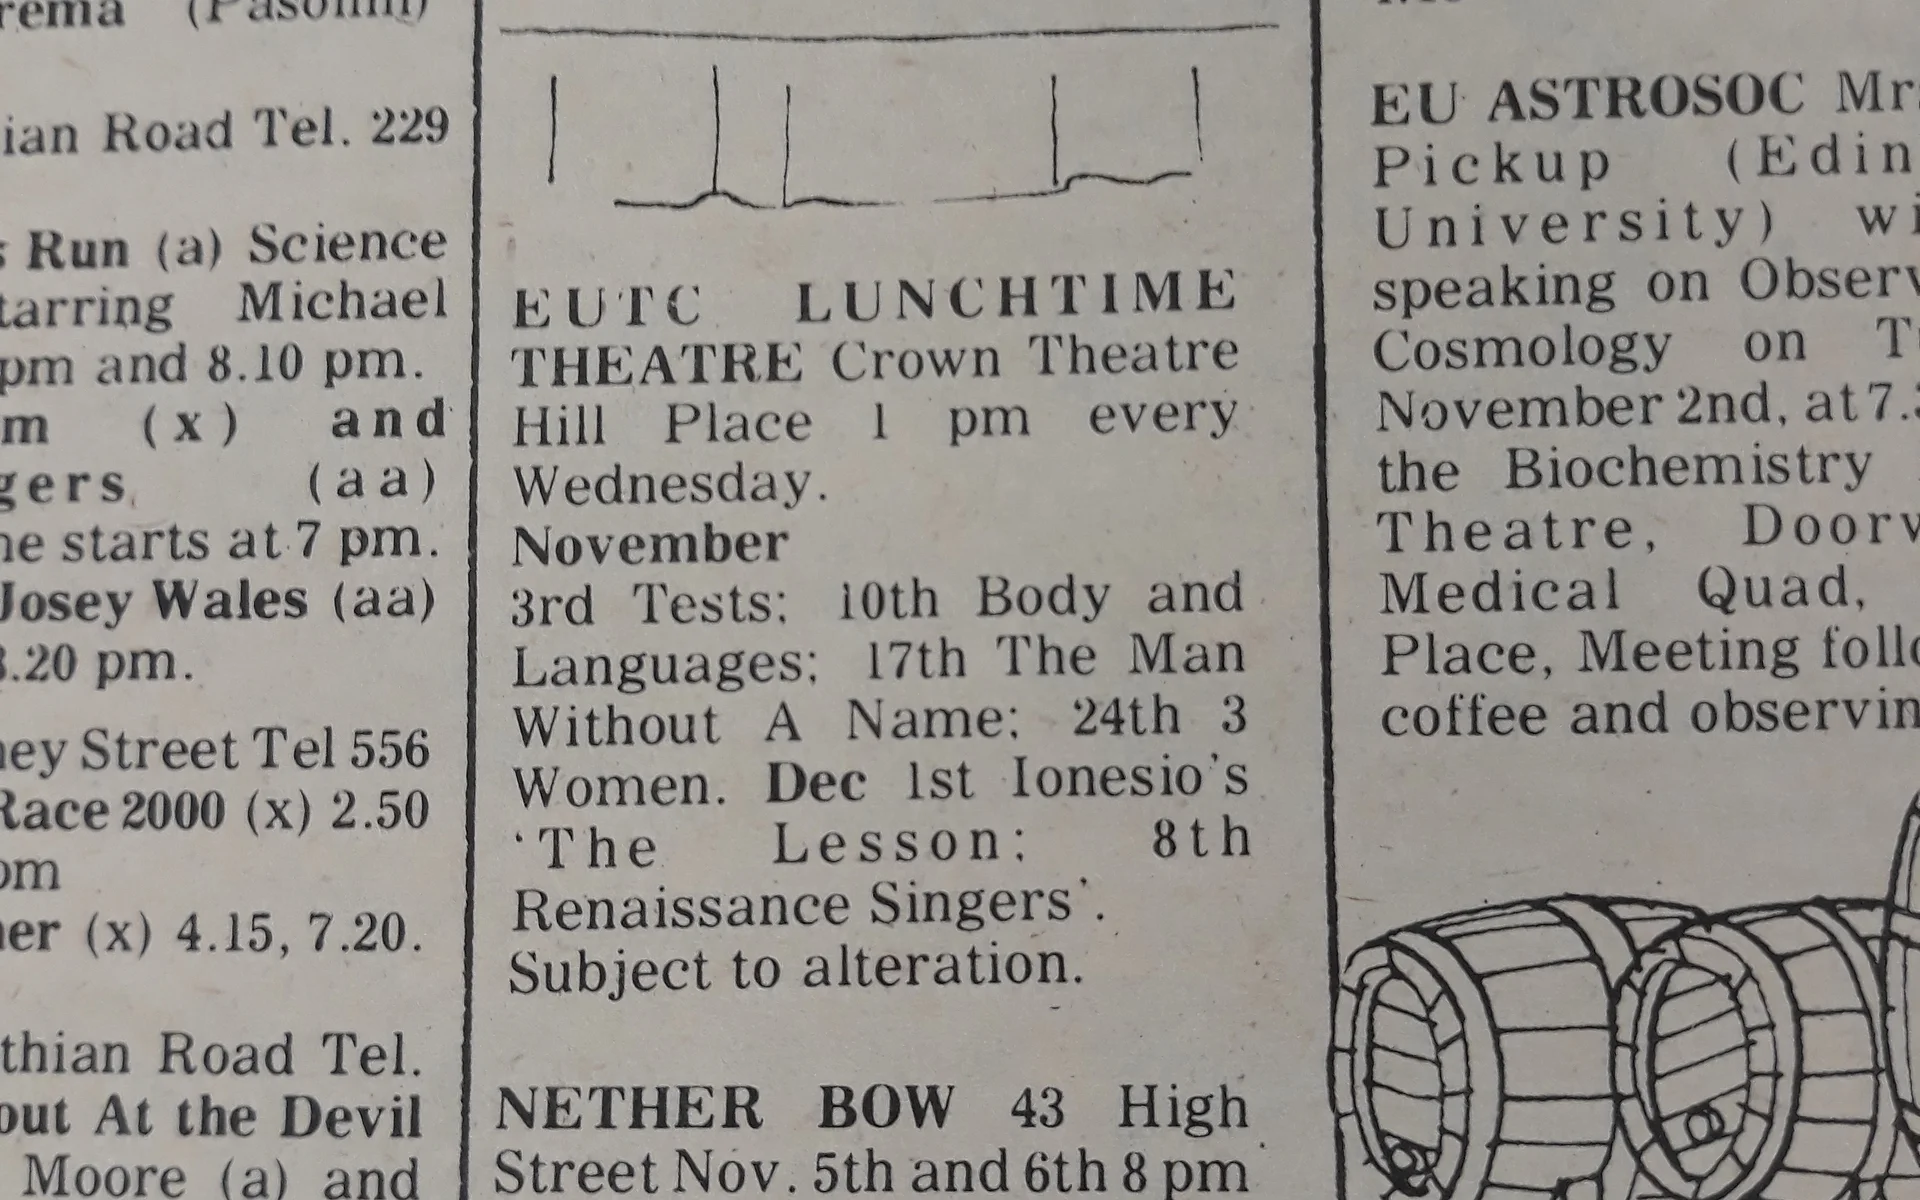 (Pasolini)
ian Road Tel. 229
Run (a) Science
tarring Michael
pm and 8.10 pm.
m (x) and
gers (aa)
ne starts at 7 pm.
Josey Wales (aa)
.20 pm.
ney Street Tel 556
Race 2000 (x) 2.50
om
er (x) 4.15, 7.20.
thian Road Tel.
out At the Devil
Moore (a) and
EUTC LUNCHTIME
THEATRE Crown Theatre
Hill Place 1 pm every
Wednesday.
November
3rd Tests; 10th Body and
Languages; 17th The Man
Without A Name; 24th 3
Women. Dec 1st Ionesio's
'The Lesson; 8th
Renaissance Singers'.
Subject to alteration.
NETHER BOW 43 High
Street Nov. 5th and 6th 8 pm
EU ASTROSOC Mr
Pickup (Edin
University) wi
speaking on Observ
Cosmology on T
November 2nd, at 7.
the Biochemistry
Theatre, Doorw
Medical Quad,
Place, Meeting follo
coffee and observin